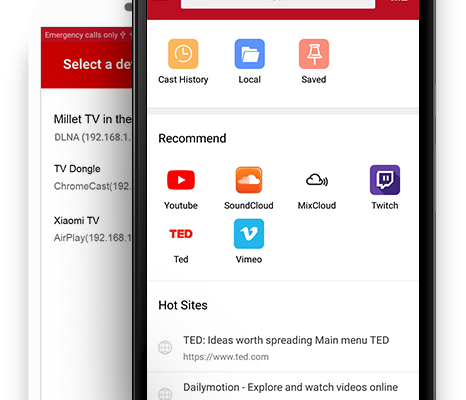 Emergency calls only
Select a de
Millet TV in the
DLNA (192.168.1.
TV Dongle
ChromeCast(192.
Xiaomi TV
AirPlay(192.168.1
Cast History
Local
Saved
Recommend
Youtube
SoundCloud
MixCloud
Twitch
TED
Ted
Vimeo
Hot Sites
TED: Ideas worth spreading Main menu TED
https://www.ted.com
Dailymotion - Explore and watch videos online